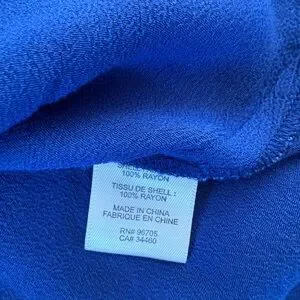 100% RAYON
TISSU DE SHELL :
100% RAYON
MADE IN CHINA
FABRIQUE EN CHINE
RN# 96705
CA# 34460